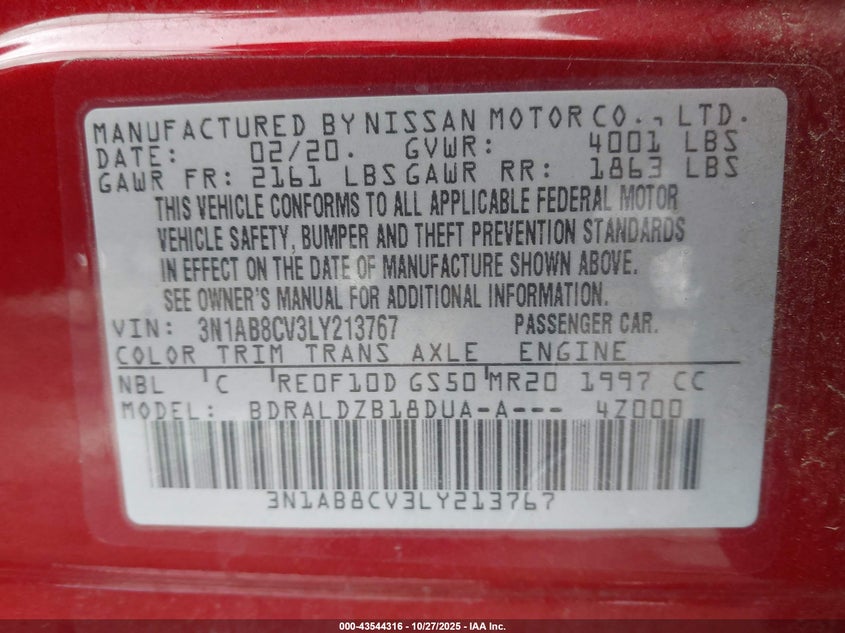 MANUFACTURED BY NISSAN MOTOR CO., LTD.
DATE: 02/20. GVWR: 4001 LBS
GAWR FR: 2161 LBS GAWR RR: 1863 LBS
THIS VEHICLE CONFORMS TO ALL APPLICABLE FEDERAL MOTOR
VEHICLE SAFETY, BUMPER AND THEFT PREVENTION STANDARDS
IN EFFECT ON THE DATE OF MANUFACTURE SHOWN ABOVE.
SEE OWNER'S MANUAL FOR ADDITIONAL INFORMATION.
VIN: 3N1AB8CV3LY213767 PASSENGER CAR.
COLOR TRIM TRANS AXLE ENGINE
NBL C RE0F10D GS50 MR20 1997 CC
MODEL: BDRALDZB18DUA-A--- 4Z000
3N1AB8CV3LY213767
000-43544316 - 10/27/2025 - IAA Inc.